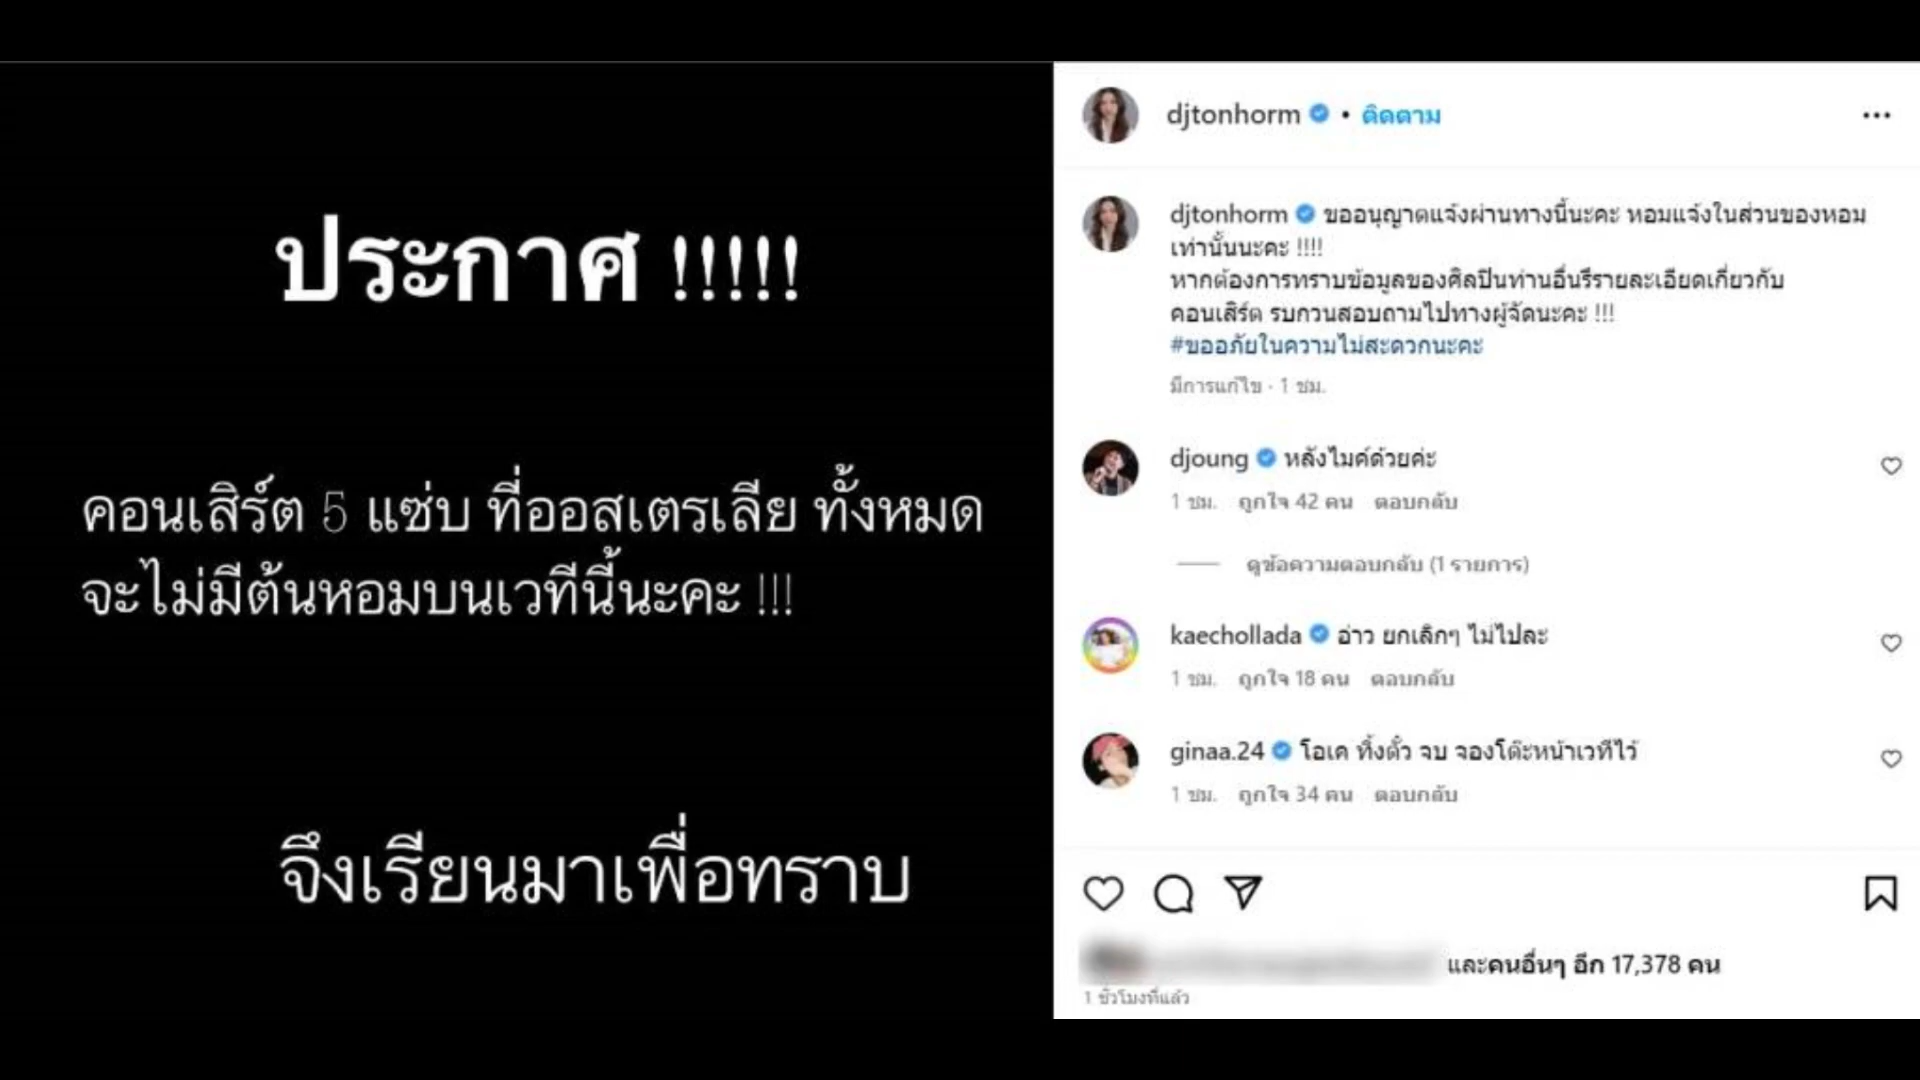 ประกาศ !!!!!
คอนเสิร์ต 5 แซ่บ ที่ออสเตรเลีย ทั้งหมด
จะไม่มีต้นหอมบนเวทีนี้นะคะ !!!
จึงเรียนมาเพื่อทราบ
djtonhorm • ติดตาม
djtonhorm ขออนุญาตแจ้งผ่านทางนี้นะคะ หอมแจ้งในส่วนของหอม
เท่านั้นนะคะ !!!!
หากต้องการทราบข้อมูลของศิลปินท่านอื่นรึรายละเอียดเกี่ยวกับ
คอนเสิร์ต รบกวนสอบถามไปทางผู้จัดนะคะ !!!
#ขออภัยในความไม่สะดวกนะคะ
มีการแก้ไข · 1 ชม.
djoung หลังไมค์ด้วยค่ะ
1 ชม. ถูกใจ 42 คน ตอบกลับ
ดูข้อความตอบกลับ (1 รายการ)
kaechollada อ่าว ยกเลิกๆ ไม่ไปละ
1 ชม. ถูกใจ 18 คน ตอบกลับ
ginaa.24 โอเค ทิ้งตั๋ว จบ จองโต๊ะหน้าเวทีไว้
1 ชม. ถูกใจ 34 คน ตอบกลับ
และคนอื่นๆ อีก 17,378 คน
1 ชั่วโมงที่แล้ว